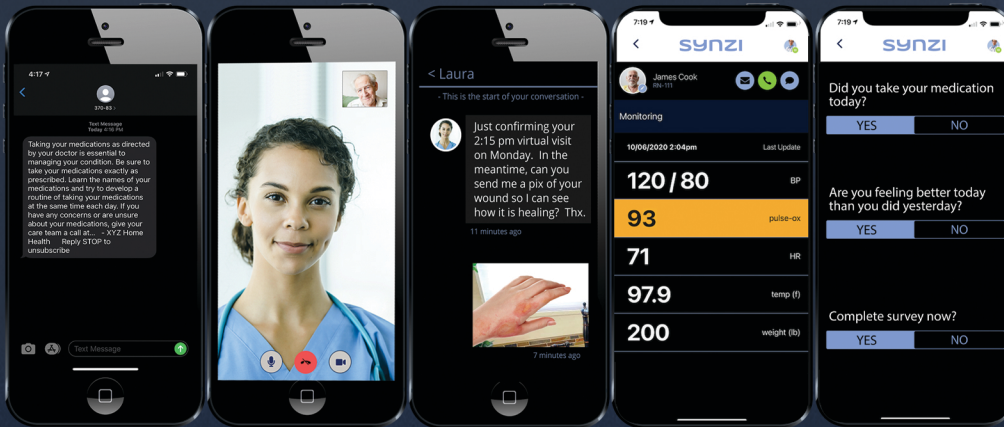 4:17
370-83 >
Text Message
Today 4:16 PM
Taking your medications as directed
by your doctor is essential to
managing your condition. Be sure to
take your medications exactly as
prescribed. Learn the names of your
medications and try to develop a
routine of taking your medications
at the same time each day. If you
have any concerns or are unsure
about your medications, give your
care team a call at... - XYZ Home
Health Reply STOP to
unsubscribe
Text Message
< Laura
- This is the start of your conversation -
Just confirming your
2:15 pm virtual visit
on Monday. In the
meantime, can you
send me a pix of your
wound so I can see
how it is healing? Thx.
11 minutes ago
7 minutes ago
7:19
SYNZI
James Cook
RN-111
Monitoring
10/06/2020 2:04pm Last Update
120 / 80 BP
93 pulse-ox
71 HR
97.9 temp (f)
200 weight (lb)
7:19
SYNZI
Did you take your medication
today?
YES NO
Are you feeling better today
than you did yesterday?
YES NO
Complete survey now?
YES NO